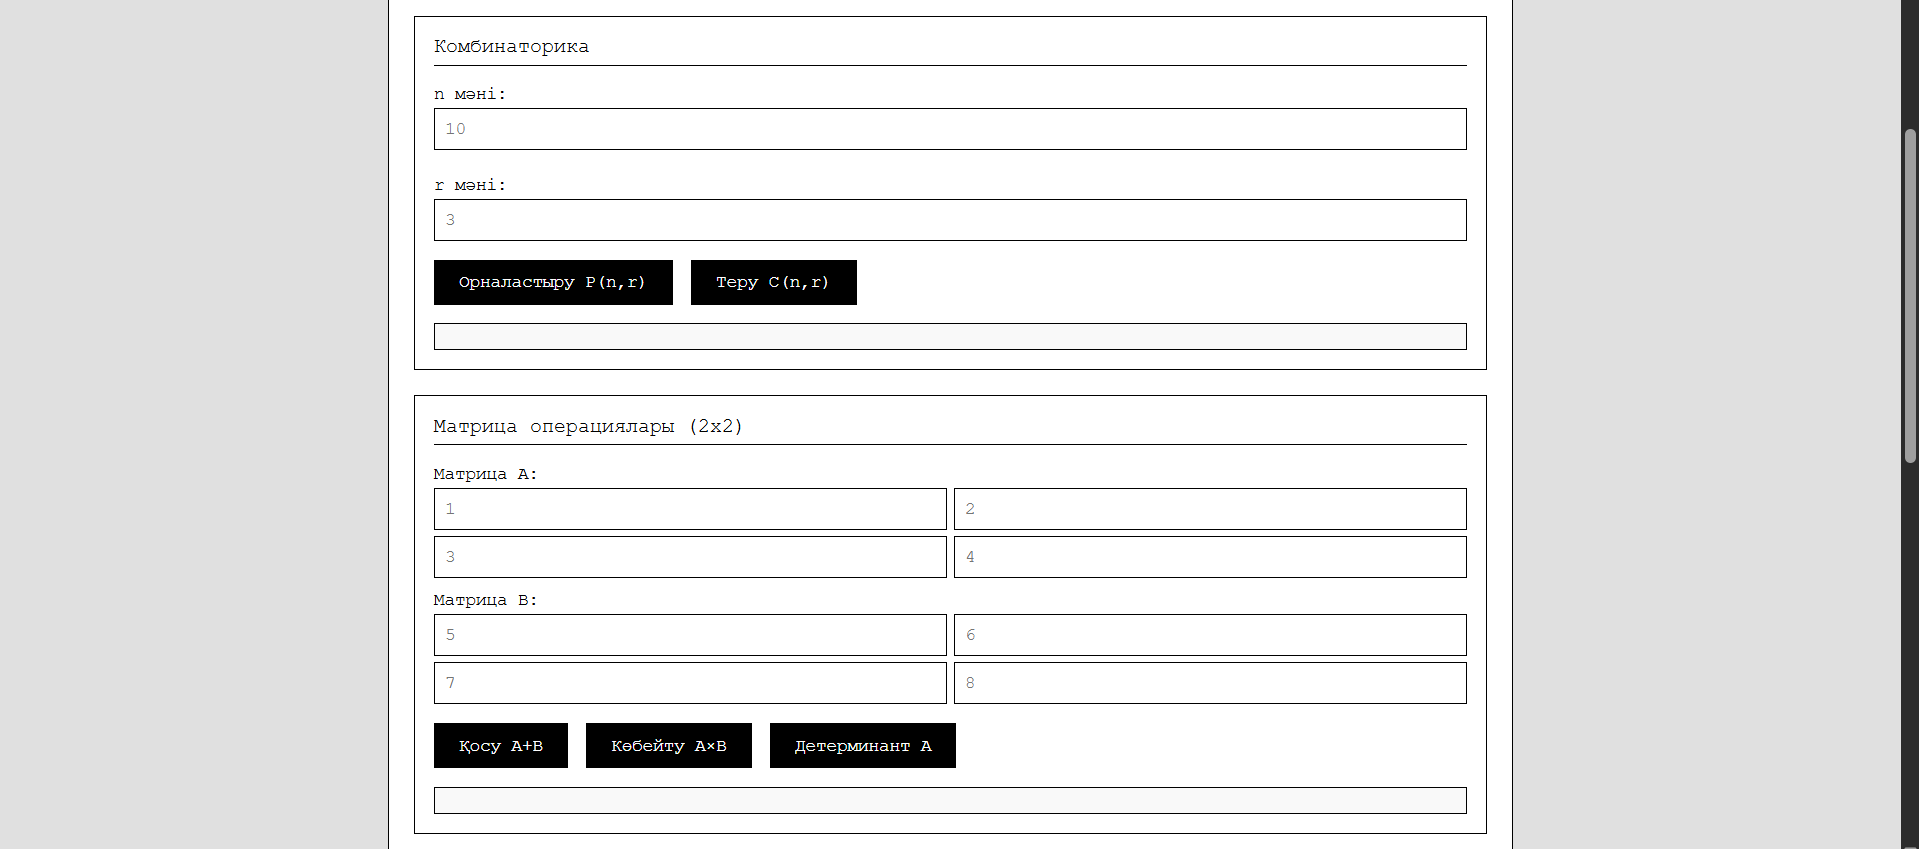 Комбинаторика
n мәні:
10
r мәні:
3
Орналастыру P(n,r) Теру C(n,r)
Матрица операциялары (2x2)
Матрица A:
1 2
3 4
Матрица B:
5 6
7 8
Қосу A+B Көбейту A×B Детерминант A